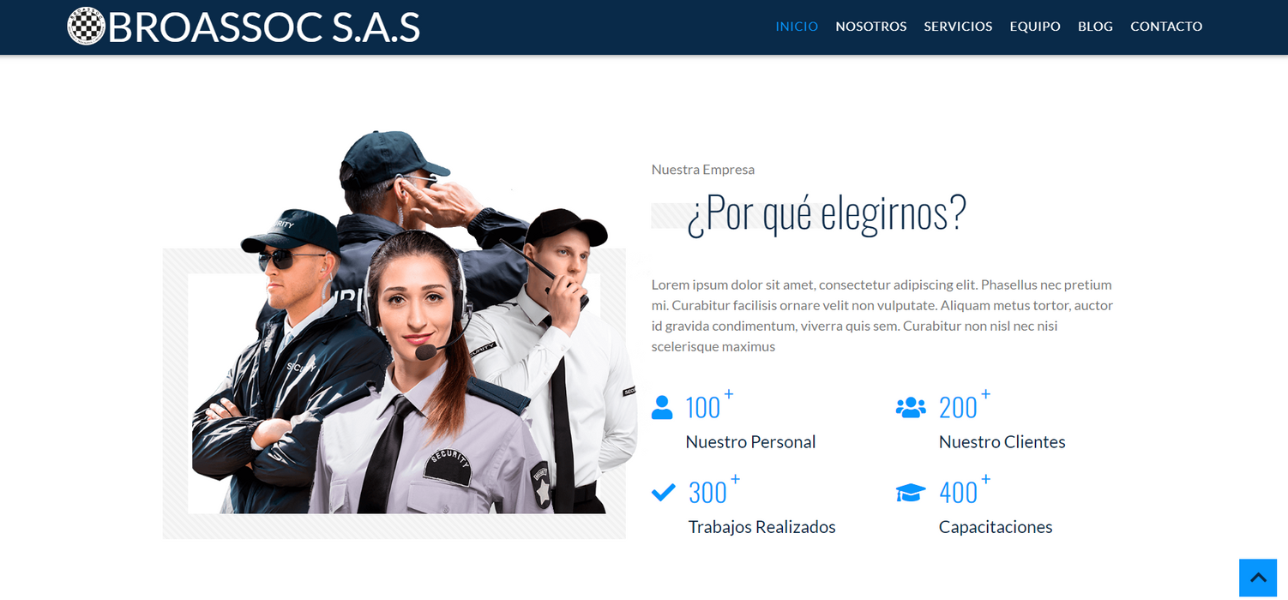 BROASSOC S.A.S
INICIO NOSOTROS SERVICIOS EQUIPO BLOG CONTACTO
Nuestra Empresa
¿Por qué elegirnos?
Lorem ipsum dolor sit amet, consectetur adipiscing elit. Phasellus nec pretium
mi. Curabitur facilisis ornare velit non vulputate. Aliquam metus tortor, auctor
id gravida condimentum, viverra quis sem. Curabitur non nisl nec nisi
scelerisque maximus
100+
Nuestro Personal
200+
Nuestro Clientes
300+
Trabajos Realizados
400+
Capacitaciones
SECURITY